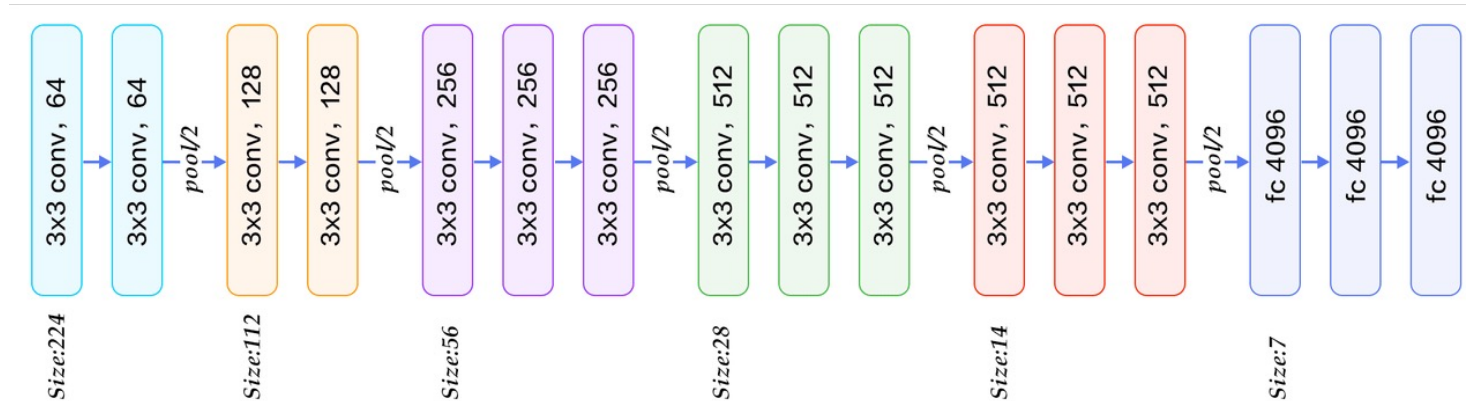 3x3 conv, 64
3x3 conv, 64
pool/2
3x3 conv, 128
3x3 conv, 128
pool/2
3x3 conv, 256
3x3 conv, 256
3x3 conv, 256
pool/2
3x3 conv, 512
3x3 conv, 512
3x3 conv, 512
pool/2
3x3 conv, 512
3x3 conv, 512
3x3 conv, 512
pool/2
fc 4096
fc 4096
fc 4096
Size:224
Size:112
Size:56
Size:28
Size:14
Size:7